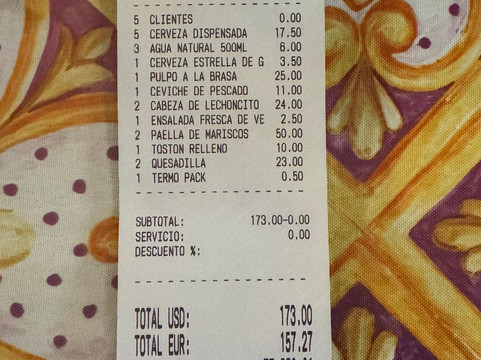 5 CLIENTES 0.00
5 CERVEZA DISPENSADA 17.50
3 AGUA NATURAL 500ML 6.00
1 CERVEZA ESTRELLA DE G 3.50
1 PULPO A LA BRASA 25.00
1 CEVICHE DE PESCADO 11.00
2 CABEZA DE LECHONCITO 24.00
1 ENSALADA FRESCA DE VE 2.50
2 PAELLA DE MARISCOS 50.00
1 TOSTON RELLENO 10.00
2 QUESADILLA 23.00
1 TERMO PACK 0.50
SUBTOTAL: 173.00-0.00
SERVICIO: 0.00
DESCUENTO %:
TOTAL USD: 173.00
TOTAL EUR: 157.27